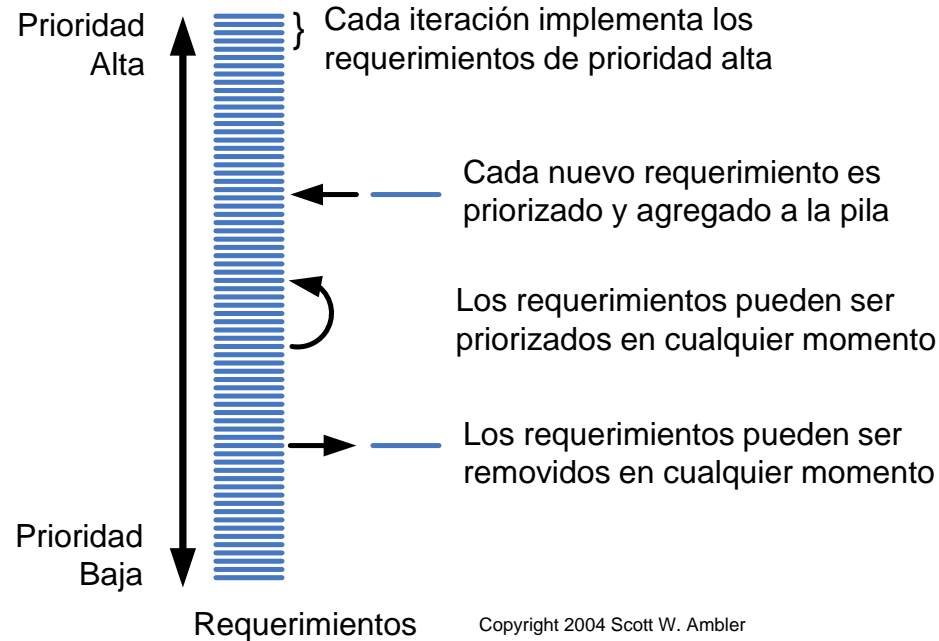 Prioridad
Alta
} Cada iteración implementa los
requerimientos de prioridad alta
Cada nuevo requerimiento es
priorizado y agregado a la pila
Los requerimientos pueden ser
priorizados en cualquier momento
Los requerimientos pueden ser
removidos en cualquier momento
Prioridad
Baja
Requerimientos
Copyright 2004 Scott W. Ambler